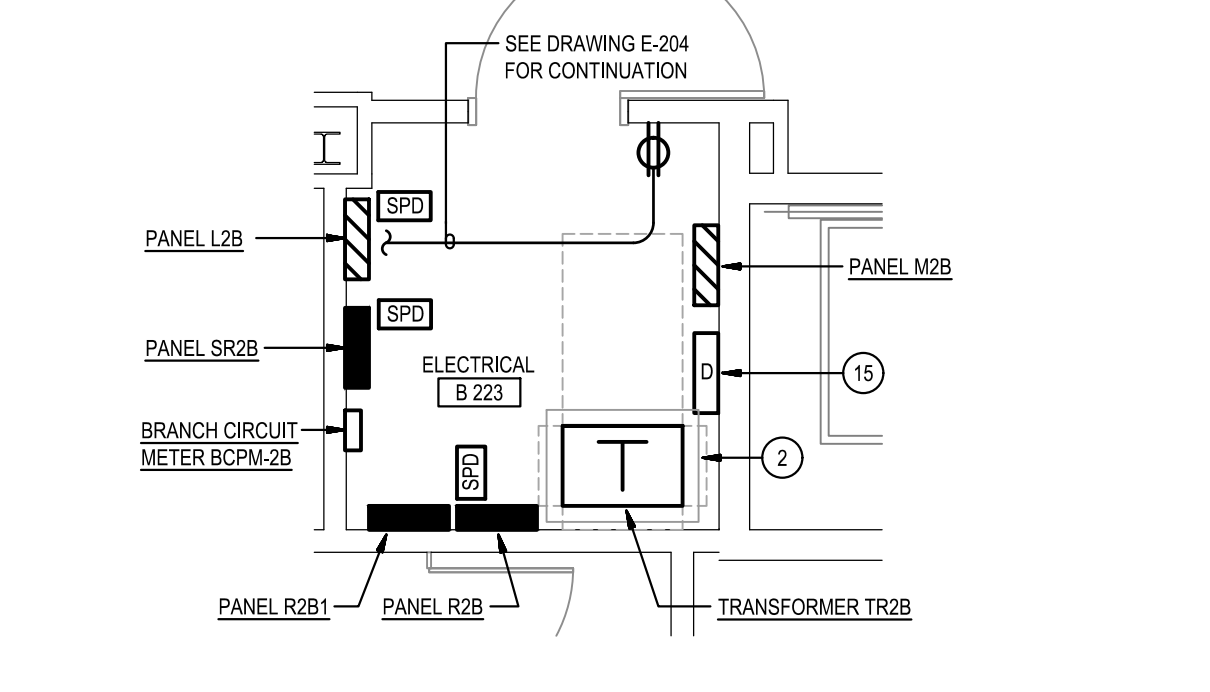 SEE DRAWING E-204
FOR CONTINUATION
SPD
PANEL L2B
PANEL M2B
SPD
PANEL SR2B
ELECTRICAL
B 223
D
15
BRANCH CIRCUIT
METER BCPM-2B
SPD
T
2
PANEL R2B1
PANEL R2B
TRANSFORMER TR2B